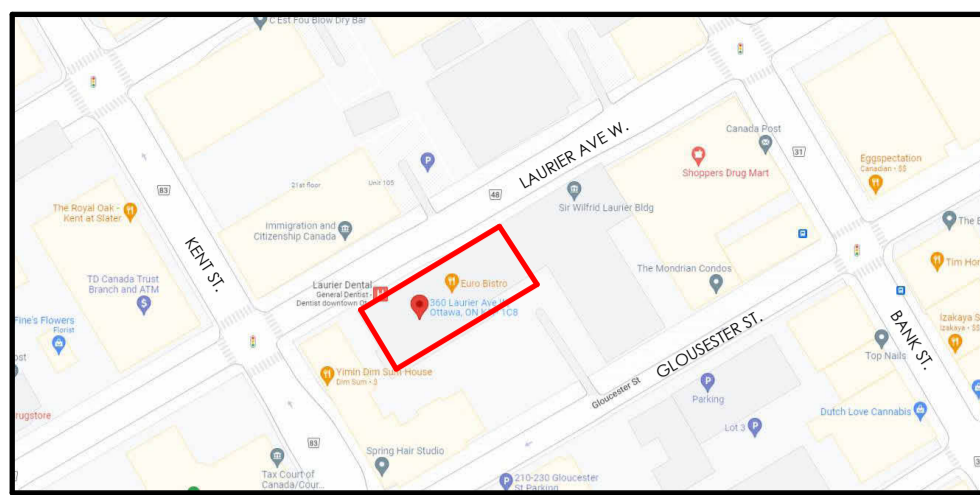 C'Est Fou Blow Dry Bar
83
The Royal Oak -
Kent at Slater
TD Canada Trust
Branch and ATM
Fine's Flowers
Florist
rugstore
KENT ST.
21st floor
Unit 105
Immigration and
Citizenship Canada
P
48
LAURIER AVE W.
Canada Post
31
Shoppers Drug Mart
Sir Wilfrid Laurier Bldg
Eggspectation
Canadian • $$
The
Tim Hor
Laurier Dental:
General Dentist
Dentist downtown
Euro Bistro
360 Laurier Ave
Ottawa, ON 1C8
The Mondrian Condos
BANK ST.
Izakaya S
Izakaya • $$
Top Nails
Yimin Dim Sum House
Dim Sum • $
GLOUSESTER ST.
Gloucester St
P
Parking
Lot 3 P
Dutch Love Cannabis
83
Spring Hair Studio
Tax Court of
Canada/Cour...
P 210-230 Gloucester
St Parking